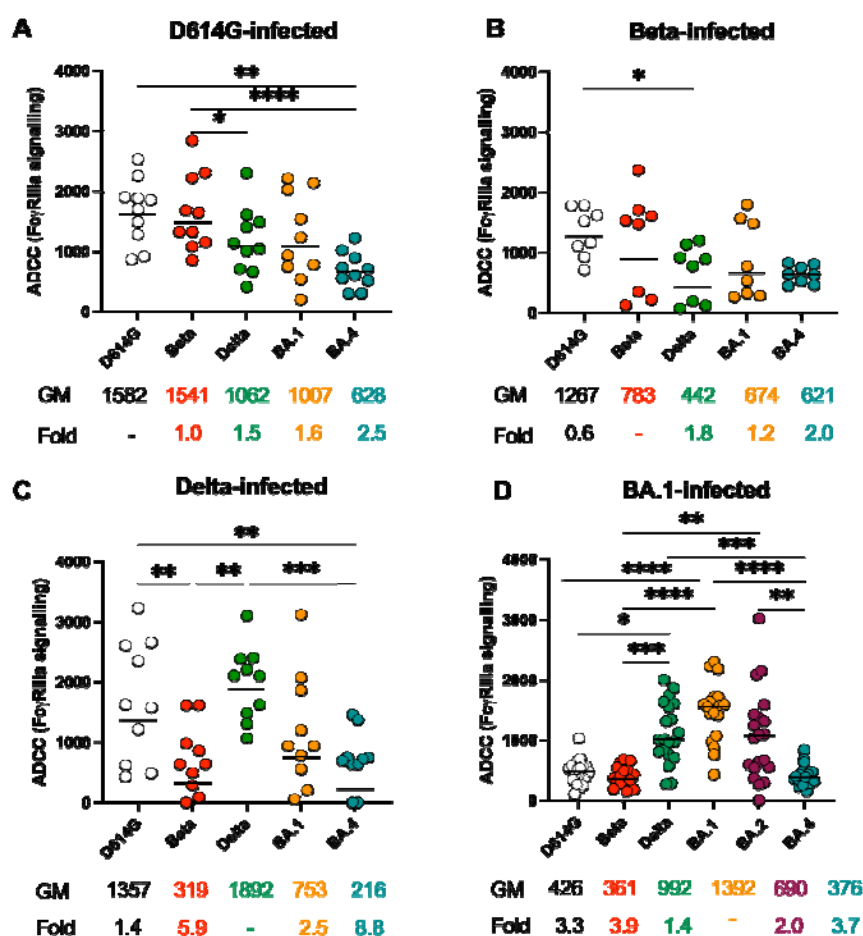 A
D614G-infected
**
****
*
ADCC (FcγRIIIa signalling)
4000
3000
2000
1000
0
D614G
Beta
Delta
BA.1
BA.4
GM 1582 1541 1062 1007 628
Fold - 1.0 1.5 1.6 2.5
B
Beta-infected
*
ADCC (FcγRIIIa signalling)
4000
3000
2000
1000
0
D614G
Beta
Delta
BA.1
BA.4
GM 1267 783 442 674 621
Fold 0.6 - 1.8 1.2 2.0
C
Delta-infected
**
** ** ***
ADCC (FcγRIIIa signalling)
4000
3000
2000
1000
0
D614G
Beta
Delta
BA.1
BA.4
GM 1357 319 1892 753 216
Fold 1.4 5.9 - 2.5 8.8
D
BA.1-infected
**
***
**** ****
**** **
*
***
ADCC (FcγRIIIa signalling)
0
D614G
Beta
Delta
BA.1
BA.2
BA.4
GM 426 361 992 1392 690 376
Fold 3.3 3.9 1.4 - 2.0 3.7